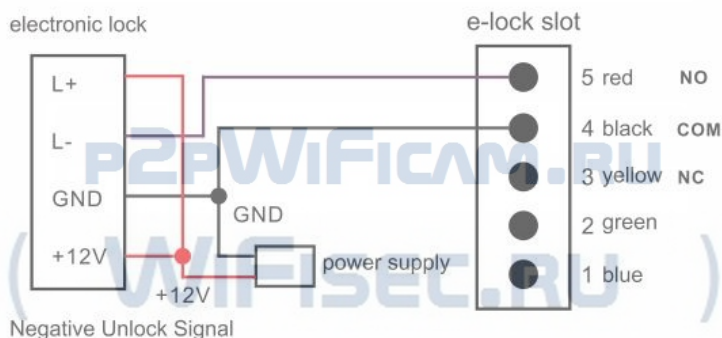 electronic lock
e-lock slot
L+
5 red NO
L-
4 black COM
P2PWIFICAM.RU
GND
3 yellow NC
GND
2 green
+12V
power supply
1 blue
+12V
( WIFISEC.RU )
Negative Unlock Signal